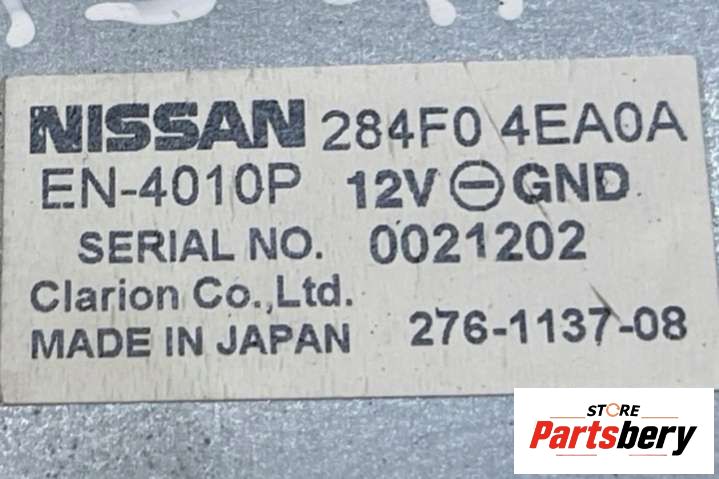 NISSAN 284F0 4EA0A
EN-4010P 12V ⊖ GND
SERIAL NO. 0021202
Clarion Co.,Ltd.
MADE IN JAPAN 276-1137-08
STORE
Partsbery